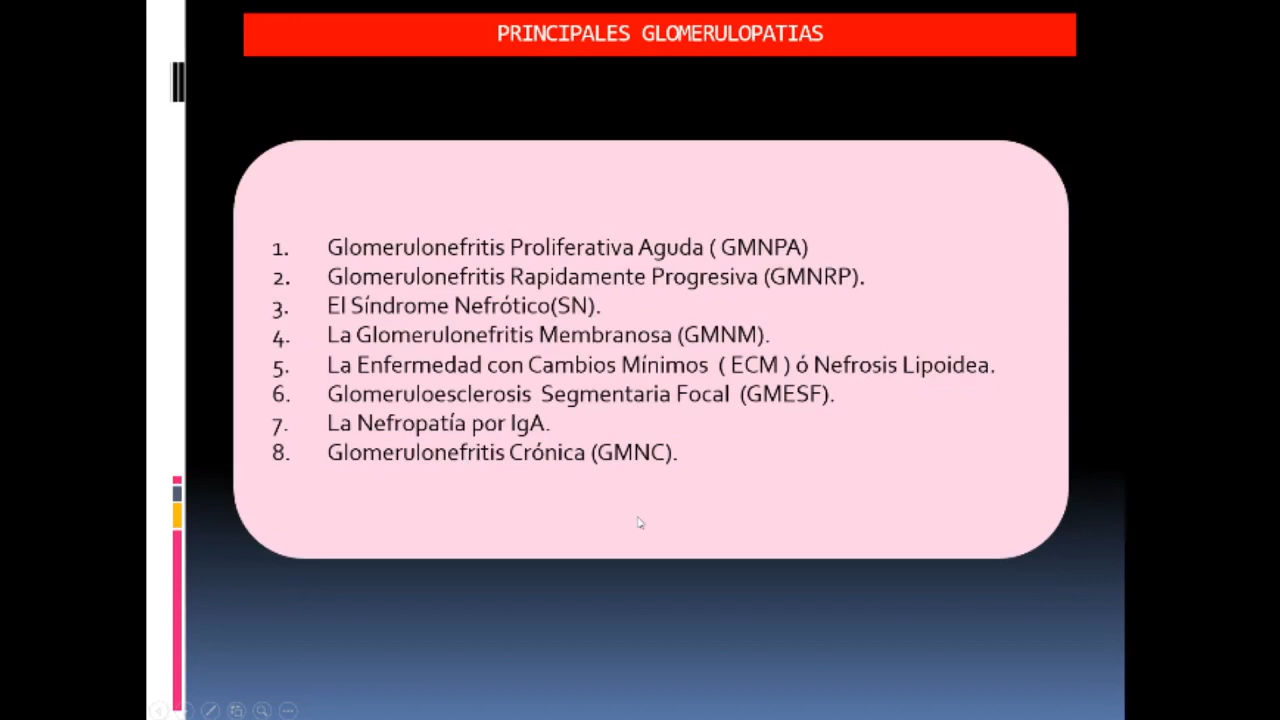 PRINCIPALES GLOMERULOPATIAS
1. Glomerulonefritis Proliferativa Aguda ( GMNPA)
2. Glomerulonefritis Rapidamente Progresiva (GMNRP).
3. El Síndrome Nefrótico(SN).
4. La Glomerulonefritis Membranosa (GMNM).
5. La Enfermedad con Cambios Mínimos ( ECM ) ó Nefrosis Lipoidea.
6. Glomeruloesclerosis Segmentaria Focal (GMESF).
7. La Nefropatía por IgA.
8. Glomerulonefritis Crónica (GMNC).